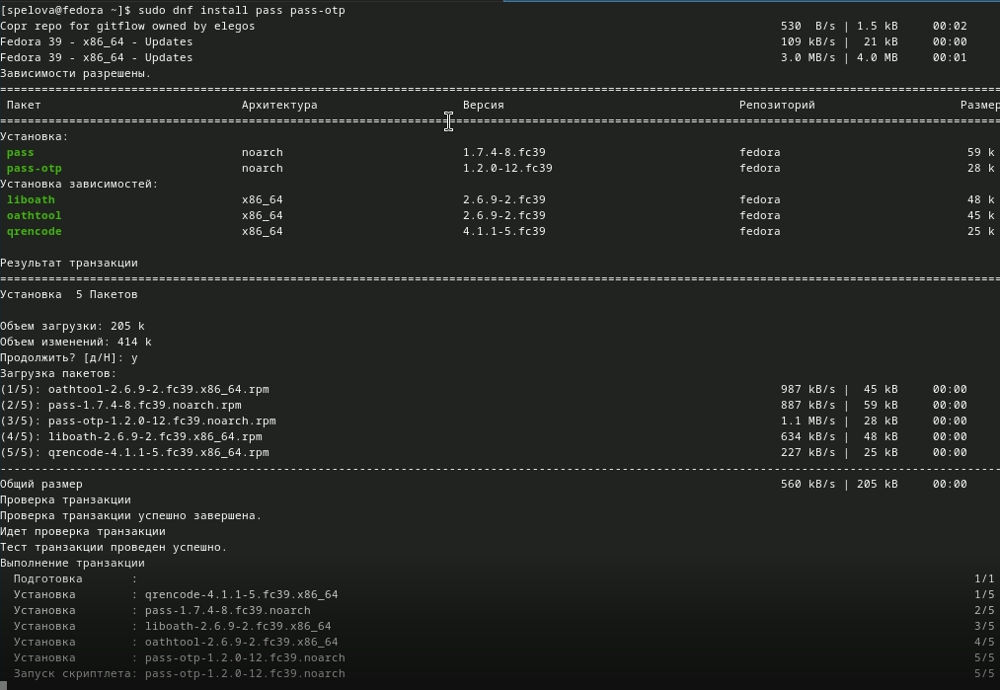 [spelova@fedora ~]$ sudo dnf install pass pass-otp
Copr repo for gitflow owned by elegos 530 B/s | 1.5 kB 00:02
Fedora 39 - x86_64 - Updates 109 kB/s | 21 kB 00:00
Fedora 39 - x86_64 - Updates 3.0 MB/s | 4.0 MB 00:01
Зависимости разрешены.
================================================================================
Пакет Архитектура Версия Репозиторий Размер
================================================================================
Установка:
pass noarch 1.7.4-8.fc39 fedora 59 k
pass-otp noarch 1.2.0-12.fc39 fedora 28 k
Установка зависимостей:
liboath x86_64 2.6.9-2.fc39 fedora 48 k
oathtool x86_64 2.6.9-2.fc39 fedora 45 k
qrencode x86_64 4.1.1-5.fc39 fedora 25 k
Результат транзакции
================================================================================
Установка 5 Пакетов
Объем загрузки: 205 k
Объем изменений: 414 k
Продолжить? [д/Н]: y
Загрузка пакетов:
(1/5): oathtool-2.6.9-2.fc39.x86_64.rpm 987 kB/s | 45 kB 00:00
(2/5): pass-1.7.4-8.fc39.noarch.rpm 887 kB/s | 59 kB 00:00
(3/5): pass-otp-1.2.0-12.fc39.noarch.rpm 1.1 MB/s | 28 kB 00:00
(4/5): liboath-2.6.9-2.fc39.x86_64.rpm 634 kB/s | 48 kB 00:00
(5/5): qrencode-4.1.1-5.fc39.x86_64.rpm 227 kB/s | 25 kB 00:00
--------------------------------------------------------------------------------
Общий размер 560 kB/s | 205 kB 00:00
Проверка транзакции
Проверка транзакции успешно завершена.
Идет проверка транзакции
Тест транзакции проведен успешно.
Выполнение транзакции
Подготовка : 1/1
Установка : qrencode-4.1.1-5.fc39.x86_64 1/5
Установка : pass-1.7.4-8.fc39.noarch 2/5
Установка : liboath-2.6.9-2.fc39.x86_64 3/5
Установка : oathtool-2.6.9-2.fc39.x86_64 4/5
Установка : pass-otp-1.2.0-12.fc39.noarch 5/5
Запуск скриптлета: pass-otp-1.2.0-12.fc39.noarch 5/5